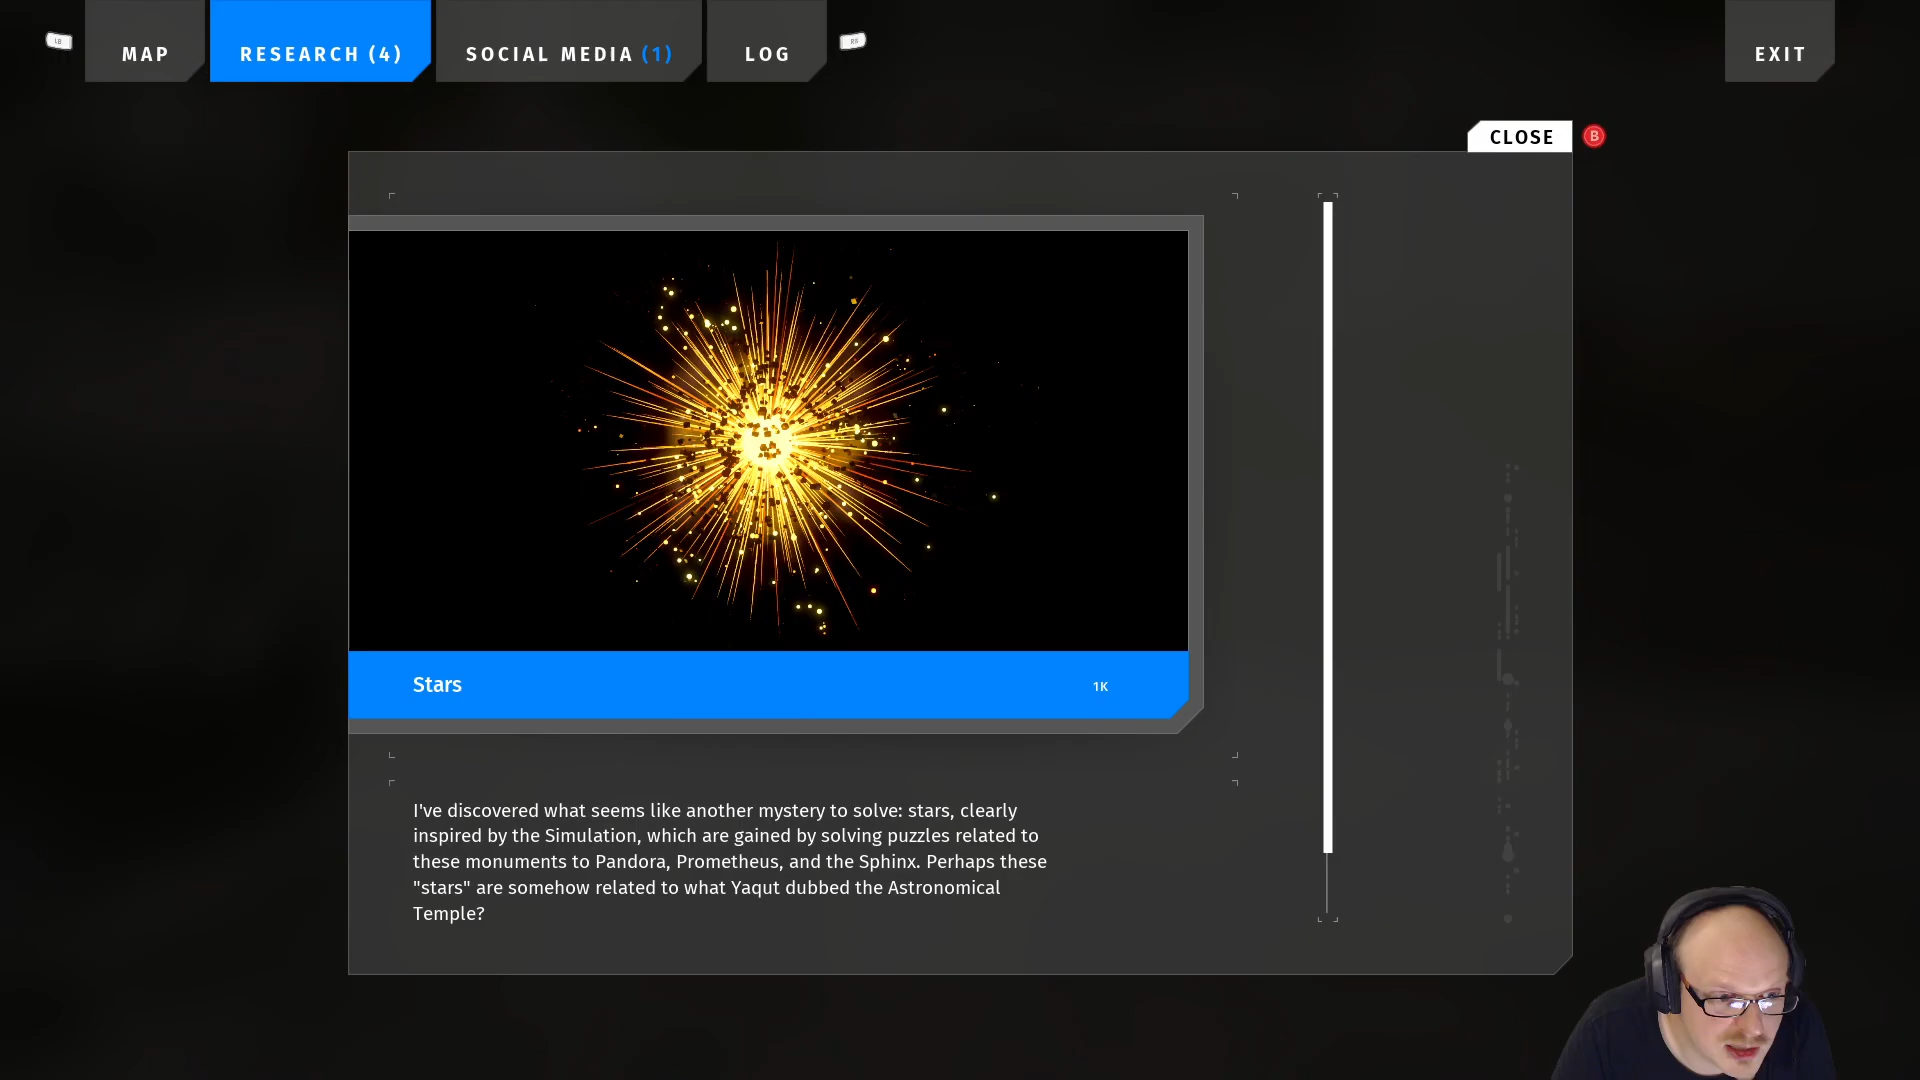 LB
MAP
RESEARCH (4)
SOCIAL MEDIA (1)
LOG
RB
EXIT
CLOSE
B
Stars
1K
I've discovered what seems like another mystery to solve: stars, clearly
inspired by the Simulation, which are gained by solving puzzles related to
these monuments to Pandora, Prometheus, and the Sphinx. Perhaps these
"stars" are somehow related to what Yaqut dubbed the Astronomical
Temple?